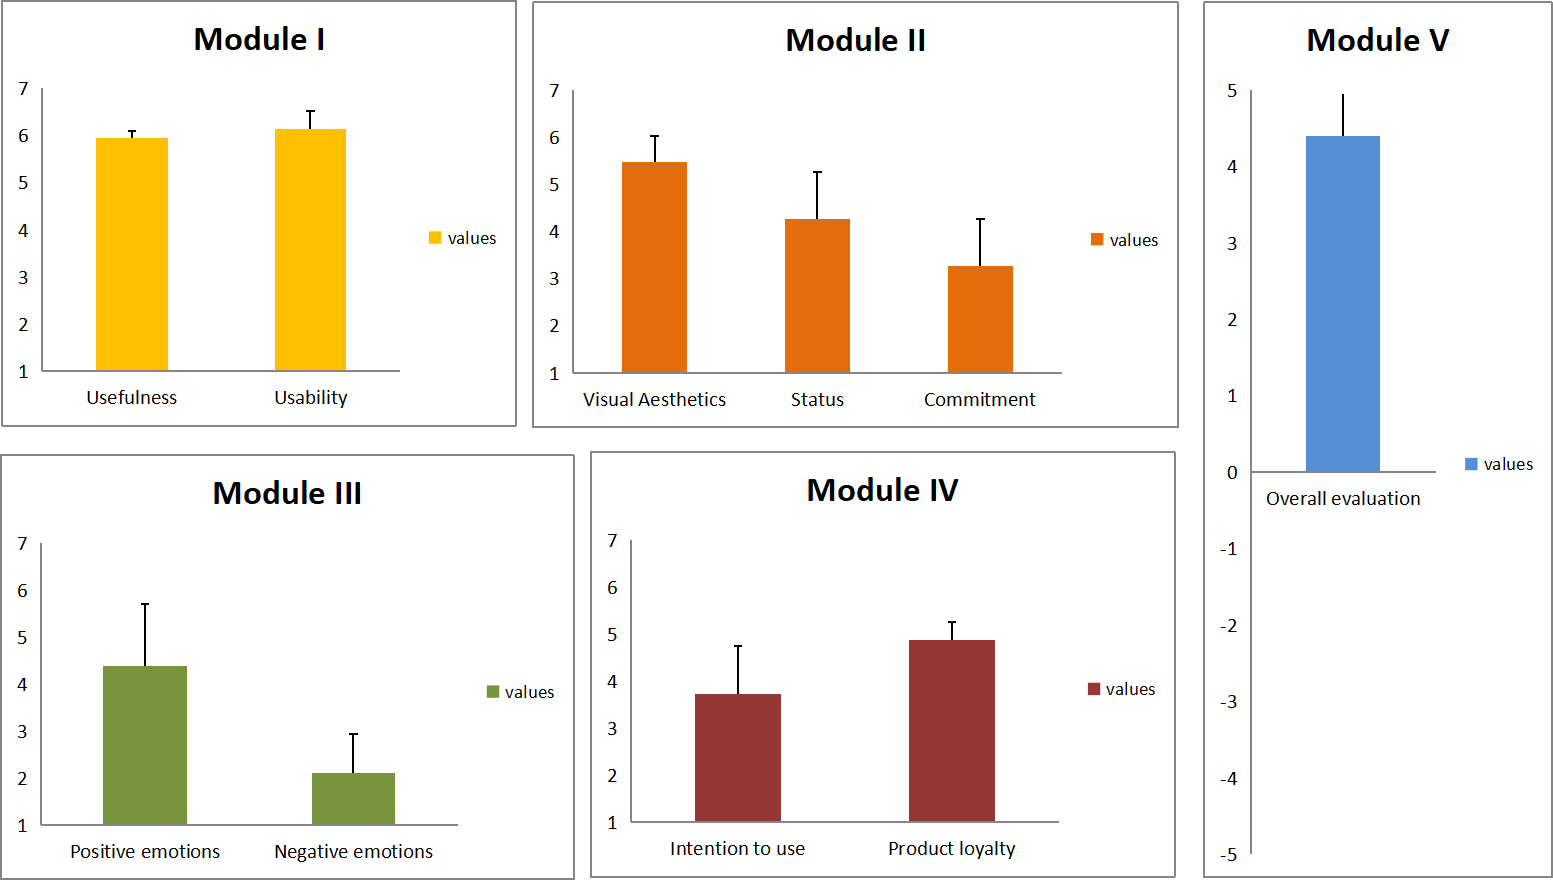 Module I
7
6
5
4
3
2
1
Usefulness
Usability
values
Module II
7
6
5
4
3
2
1
Visual Aesthetics
Status
Commitment
values
Module V
5
4
3
2
1
0
-1
-2
-3
-4
-5
Overall evaluation
values
Module III
7
6
5
4
3
2
1
Positive emotions
Negative emotions
values
Module IV
7
6
5
4
3
2
1
Intention to use
Product loyalty
values